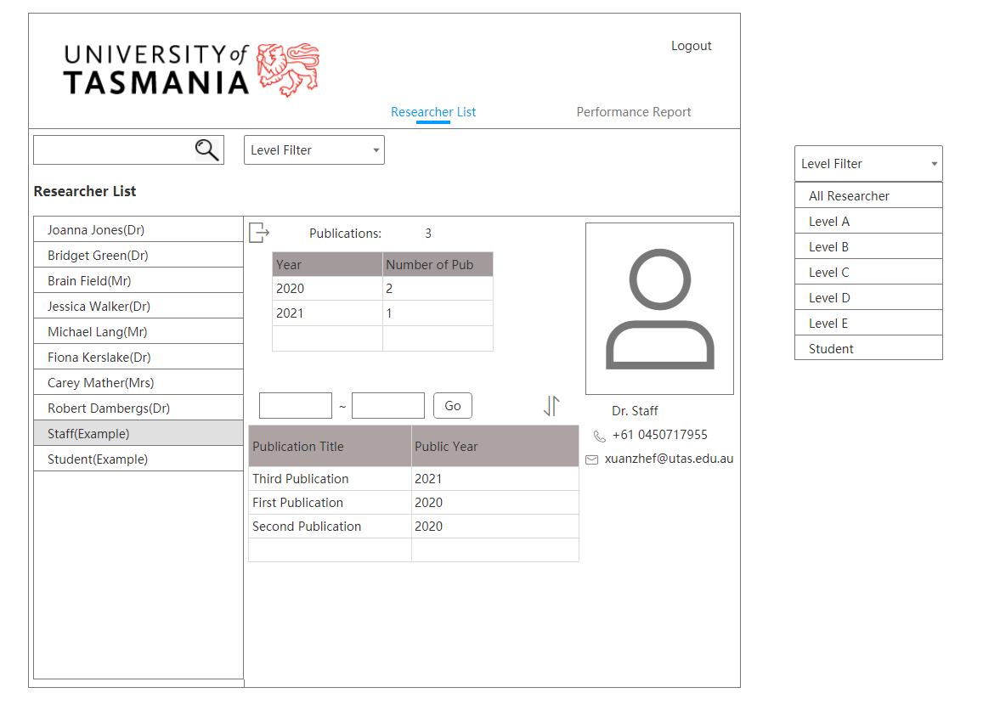 UNIVERSITY of
TASMANIA
Logout
Researcher List
Performance Report
Level Filter
Researcher List
Joanna Jones(Dr)
Bridget Green(Dr)
Brain Field(Mr)
Jessica Walker(Dr)
Michael Lang(Mr)
Fiona Kerslake(Dr)
Carey Mather(Mrs)
Robert Dambergs(Dr)
Staff(Example)
Student(Example)
Publications: 3
Year Number of Pub
2020 2
2021 1
~ Go
Publication Title Public Year
Third Publication 2021
First Publication 2020
Second Publication 2020
Dr. Staff
+61 0450717955
xuanzhef@utas.edu.au
Level Filter
All Researcher
Level A
Level B
Level C
Level D
Level E
Student